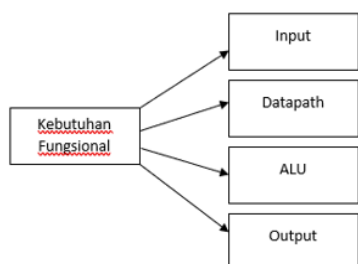 Input
Datapath
Kebutuhan
Fungsional
ALU
Output